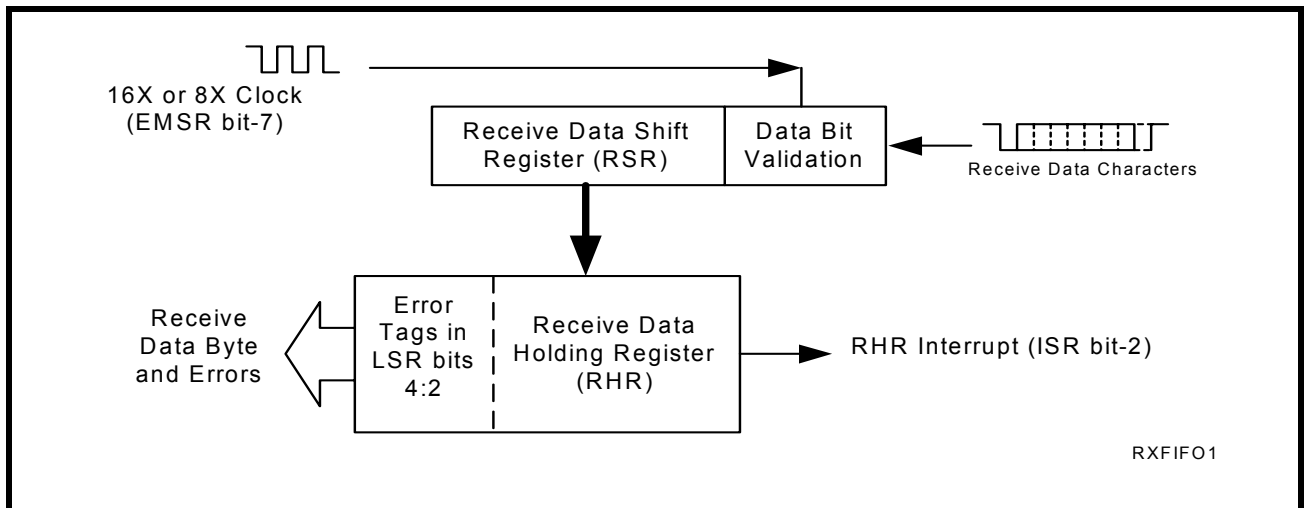 16X or 8X Clock
(EMSR bit-7)
Receive Data Shift
Register (RSR)
Data Bit
Validation
Receive Data Characters
Receive
Data Byte
and Errors
Error
Tags in
LSR bits
4:2
Receive Data
Holding Register
(RHR)
RHR Interrupt (ISR bit-2)
RXFIFO1